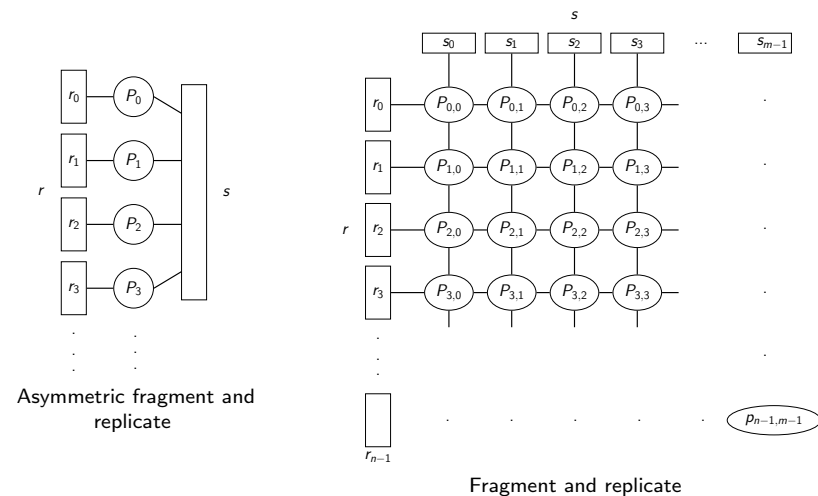 s
s₀ s₁ s₂ s₃ ... sₘ₋₁
r₀ P₀
r₁ P₁
r s
r₂ P₂
r₃ P₃
. .
. .
. .
Asymmetric fragment and
replicate
r₀ P₀,₀ P₀,₁ P₀,₂ P₀,₃ .
r₁ P₁,₀ P₁,₁ P₁,₂ P₁,₃ .
r r₂ P₂,₀ P₂,₁ P₂,₂ P₂,₃ .
r₃ P₃,₀ P₃,₁ P₃,₂ P₃,₃ .
.
. .
.
. . . . . pₙ₋₁,ₘ₋₁
rₙ₋₁
Fragment and replicate